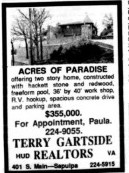 ACRES OF PARADISE
offering two story home, constructed
with hackett stone and redwood,
freeform pool, 36' by 40' work shop,
R.V. hookup, spacious concrete drive
and parking area.
$355,000.
For Appointment, Paula.
224-9055.
TERRY GARTSIDE
HUD REALTORS VA
401 S. Main—Sapulpa 224-5915